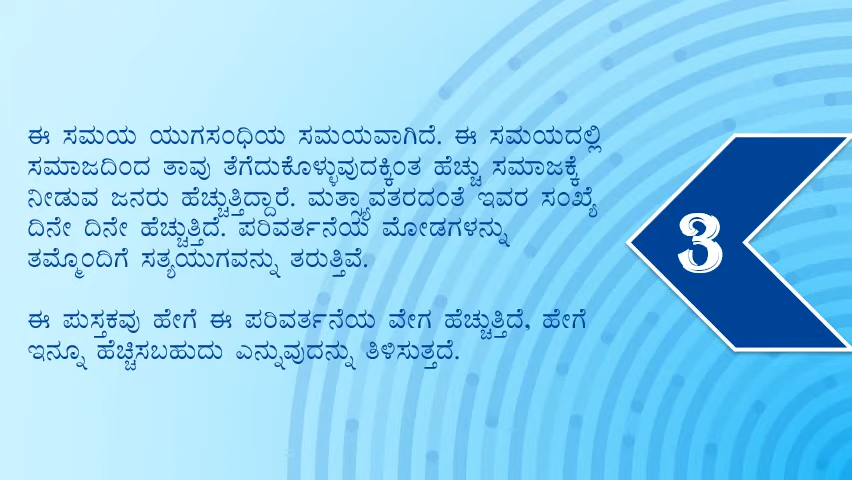 ಈ ಸಮಯ ಯುಗಸಂಧಿಯ ಸಮಯವಾಗಿದೆ. ಈ ಸಮಯದಲ್ಲಿ
ಸಮಾಜದಿಂದ ತಾವು ತೆಗೆದುಕೊಳ್ಳುವುದಕ್ಕಿಂತ ಹೆಚ್ಚು ಸಮಾಜಕ್ಕೆ
ನೀಡುವ ಜನರು ಹೆಚ್ಚುತ್ತಿದ್ದಾರೆ. ಮತ್ಸ್ಯಾವತರದಂತೆ ಇವರ ಸಂಖ್ಯೆ
ದಿನೇ ದಿನೇ ಹೆಚ್ಚುತ್ತಿದೆ. ಪರಿವರ್ತನೆಯ ಮೋಡಗಳನ್ನು
ತಮ್ಮೊಂದಿಗೆ ಸತ್ಯಯುಗವನ್ನು ತರುತ್ತಿವೆ.
3
ಈ ಪುಸ್ತಕವು ಹೇಗೆ ಈ ಪರಿವರ್ತನೆಯ ವೇಗ ಹೆಚ್ಚುತ್ತಿದೆ, ಹೇಗೆ
ಇನ್ನೂ ಹೆಚ್ಚಿಸಬಹುದು ಎನ್ನುವುದನ್ನು ತಿಳಿಸುತ್ತದೆ.